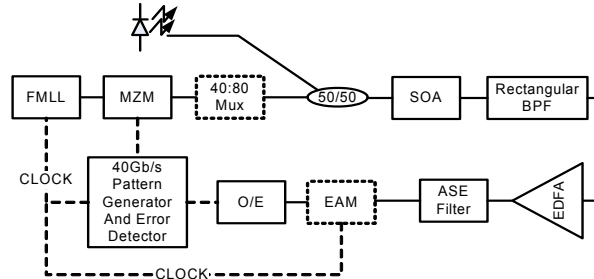 FMLL
MZM
40:80
Mux
50/50
SOA
Rectangular
BPF
CLOCK
40Gb/s
Pattern
Generator
And Error
Detector
O/E
EAM
ASE
Filter
EDFA
CLOCK